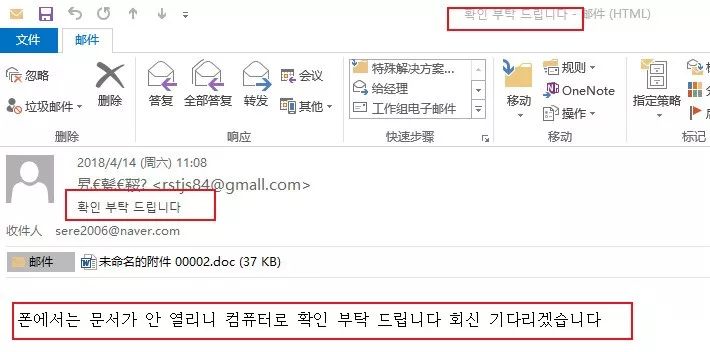 확인 부탁 드립니다 - 邮件 (HTML)
文件 邮件
忽略
垃圾邮件
删除
答复
全部答复
转发
会议
其他
特殊解决方案...
给经理
工作组电子邮件
移动
规则
OneNote
操作
指定策略
删除
响应
快速步骤
移动
标记
2018/4/14 (周六) 11:08
<rstjs84@gmall.com>
확인 부탁 드립니다
收件人 sere2006@naver.com
邮件 未命名的附件 00002.doc (37 KB)
폰에서는 문서가 안 열리니 컴퓨터로 확인 부탁 드립니다 회신 기다리겠습니다